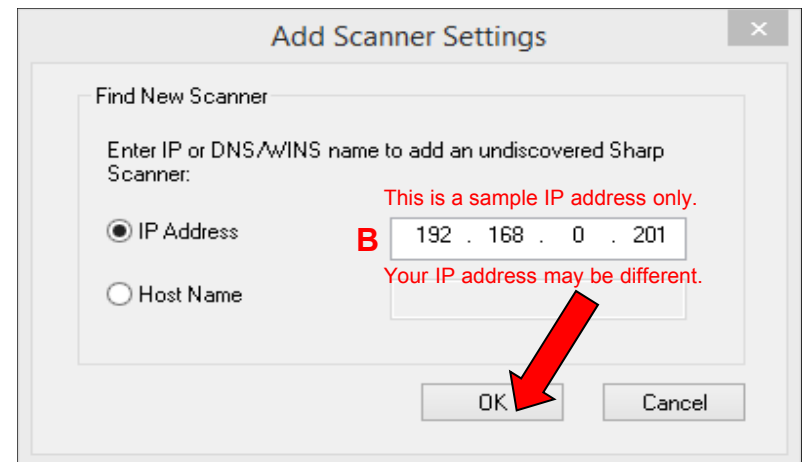 Add Scanner Settings
Find New Scanner
Enter IP or DNS/WINS name to add an undiscovered Sharp
Scanner:
This is a sample IP address only.
IP Address
B
192 . 168 . 0 . 201
Your IP address may be different.
Host Name
OK
Cancel